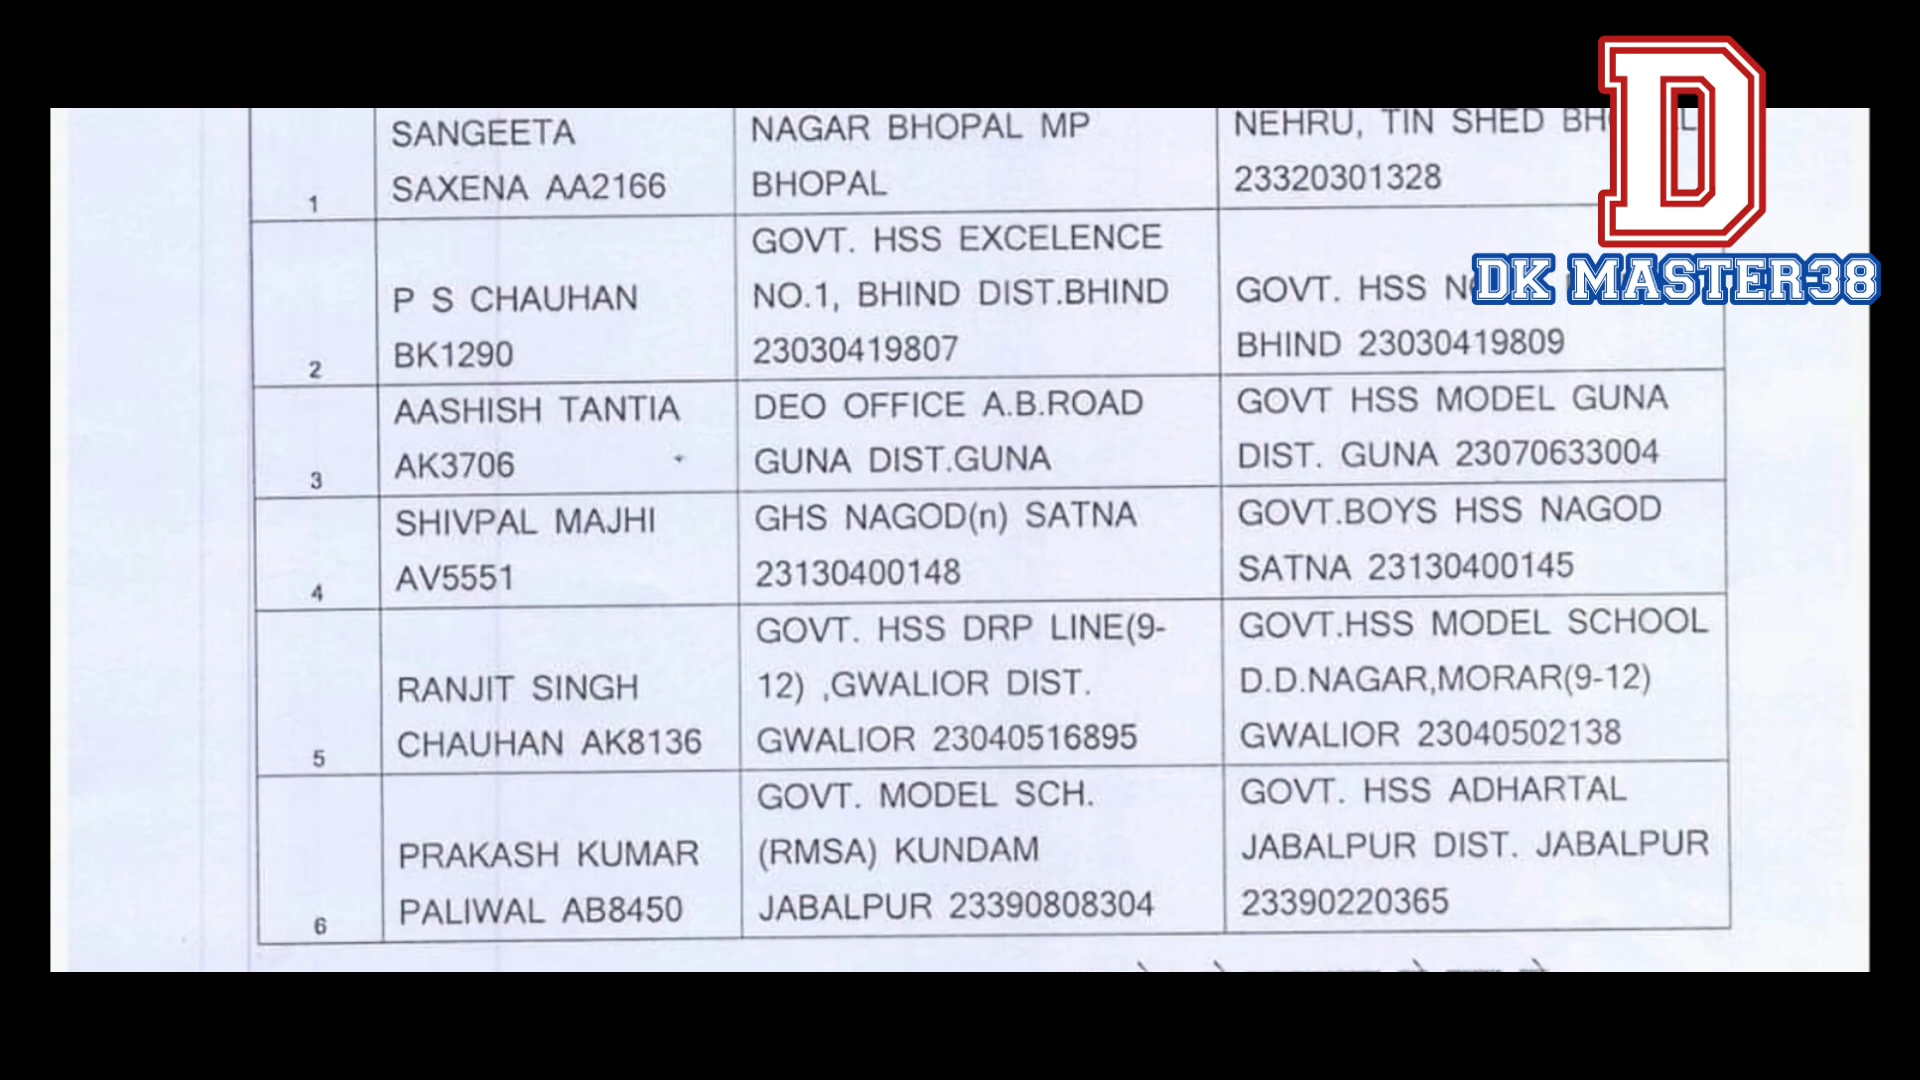 SANGEETA
SAXENA AA2166
NAGAR BHOPAL MP
BHOPAL
NEHRU, TIN SHED
23320301328
1
P S CHAUHAN
BK1290
GOVT. HSS EXCELENCE
NO.1, BHIND DIST.BHIND
23030419807
GOVT. HSS
BHIND 23030419809
2
AASHISH TANTIA
AK3706
DEO OFFICE A.B.ROAD
GUNA DIST.GUNA
GOVT HSS MODEL GUNA
DIST. GUNA 23070633004
3
SHIVPAL MAJHI
AV5551
GHS NAGOD(n) SATNA
23130400148
GOVT.BOYS HSS NAGOD
SATNA 23130400145
4
RANJIT SINGH
CHAUHAN AK8136
GOVT. HSS DRP LINE(9-
12) ,GWALIOR DIST.
GWALIOR 23040516895
GOVT.HSS MODEL SCHOOL
D.D.NAGAR,MORAR(9-12)
GWALIOR 23040502138
5
PRAKASH KUMAR
PALIWAL AB8450
GOVT. MODEL SCH.
(RMSA) KUNDAM
JABALPUR 23390808304
GOVT. HSS ADHARTAL
JABALPUR DIST. JABALPUR
23390220365
6
D
DK MASTER38